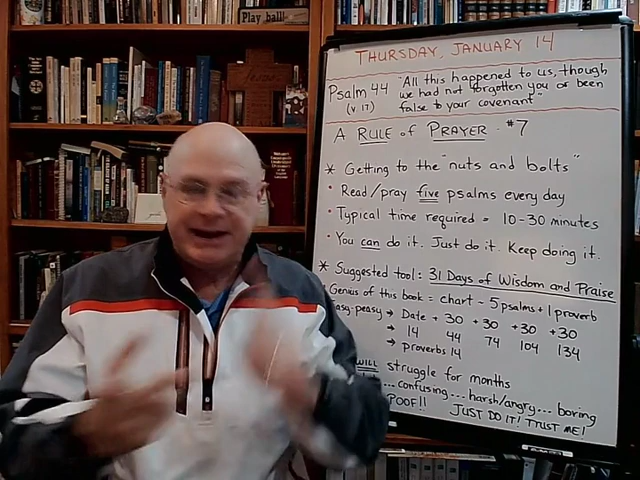 Play ball!
Jesus
THURSDAY, JANUARY 14
Psalm 44 "All this happened to us, though
(v 17) we had not forgotten you or been
false to your covenant"
A RULE of PRAYER - #7
* Getting to the "nuts and bolts"
• Read/pray five psalms every day
• Typical time required = 10-30 minutes
• You can do it. Just do it. Keep doing it.
* Suggested tool: 31 Days of Wisdom and Praise
Genius of this book = chart - 5 psalms + 1 proverb
easy-peasy → Date + 30 + 30 + 30 + 30
→ 14 44 74 104 134
→ proverbs 14
WILL struggle for months
... confusing... harsh/angry... boring
POOF!! JUST DO IT! TRUST ME!